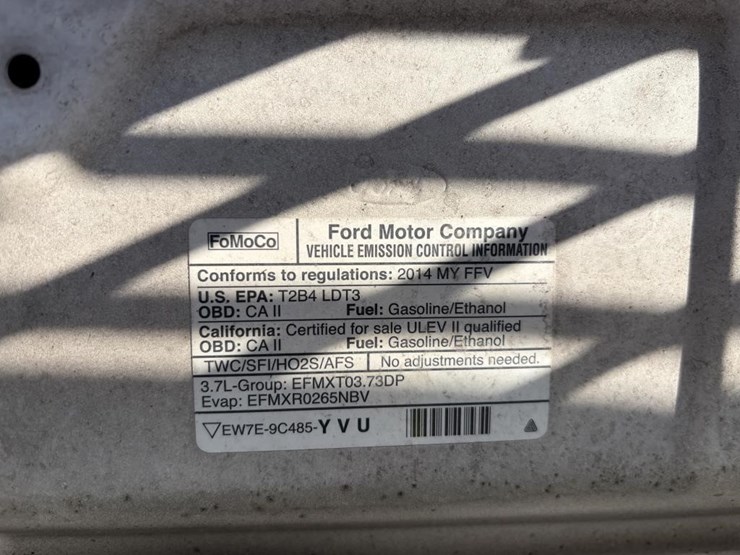 FoMoCo
Ford Motor Company
VEHICLE EMISSION CONTROL INFORMATION
Conforms to regulations: 2014 MY FFV
U.S. EPA: T2B4 LDT3
OBD: CA II Fuel: Gasoline/Ethanol
California: Certified for sale ULEV II qualified
OBD: CA II Fuel: Gasoline/Ethanol
TWC/SFI/HO2S/AFS No adjustments needed.
3.7L-Group: EFMXT03.73DP
Evap: EFMXR0265NBV
▽EW7E-9C485-Y V U